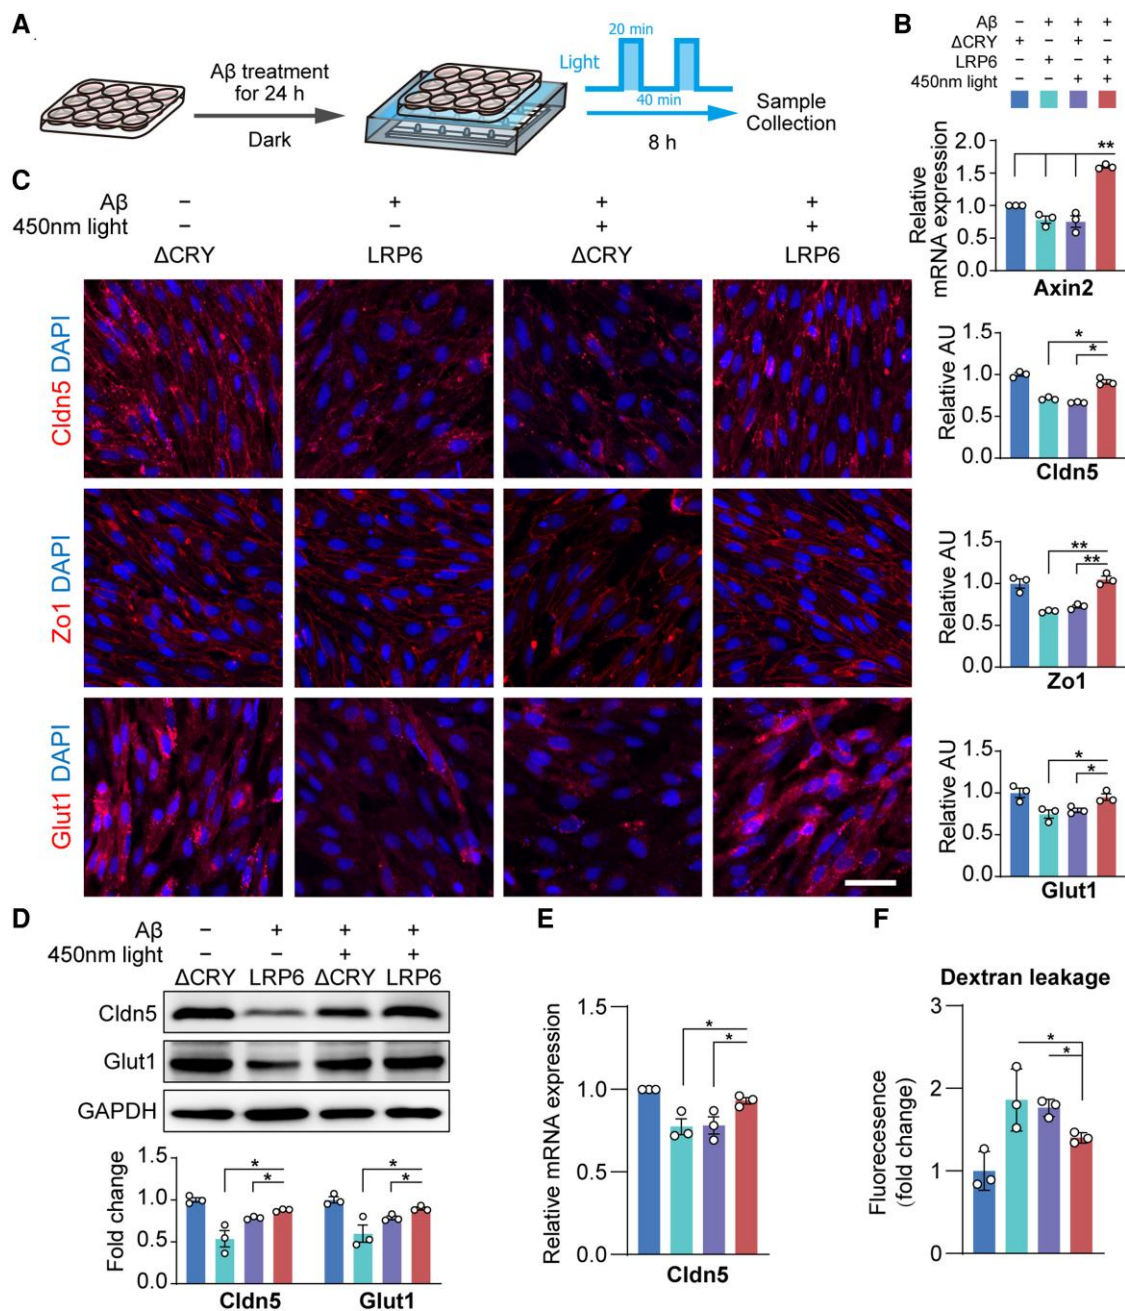 A
Aβ treatment
for 24 h
Dark
20 min
Light
40 min
8 h
Sample
Collection
B
Aβ – + + +
ΔCRY + – + –
LRP6 – + – +
450nm light – – + +
Relative
mRNA expression
2.0
1.5
1.0
0.5
0.0
**
Axin2
C
Aβ – + + +
450nm light – – + +
ΔCRY LRP6 ΔCRY LRP6
Cldn5 DAPI
Zo1 DAPI
Glut1 DAPI
Relative AU
1.5
1.0
0.5
0.0
*
*
Cldn5
Relative AU
1.5
1.0
0.5
0.0
**
**
Zo1
Relative AU
1.5
1.0
0.5
0.0
*
*
Glut1
D
Aβ – + + +
450nm light – – + +
ΔCRY LRP6 ΔCRY LRP6
Cldn5
Glut1
GAPDH
Fold change
1.5
1.0
0.5
0.0
* *
* *
Cldn5 Glut1
E
Relative mRNA expression
1.5
1.0
0.5
0.0
*
*
Cldn5
F
Dextran leakage
Fluorecesence
(fold change)
3
2
1
0
*
*